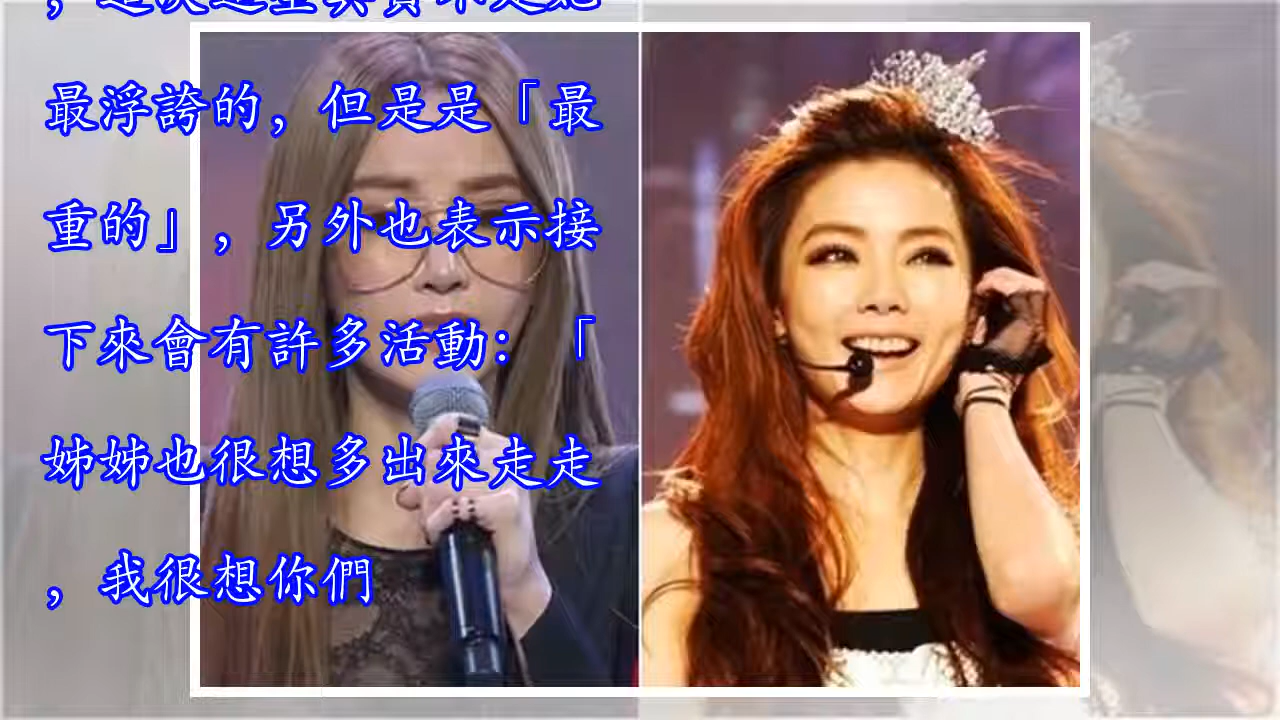 最浮誇的，但是是「最
重的」，另外也表示接
下來會有許多活動：「
姊姊也很想多出來走走
，我很想你們